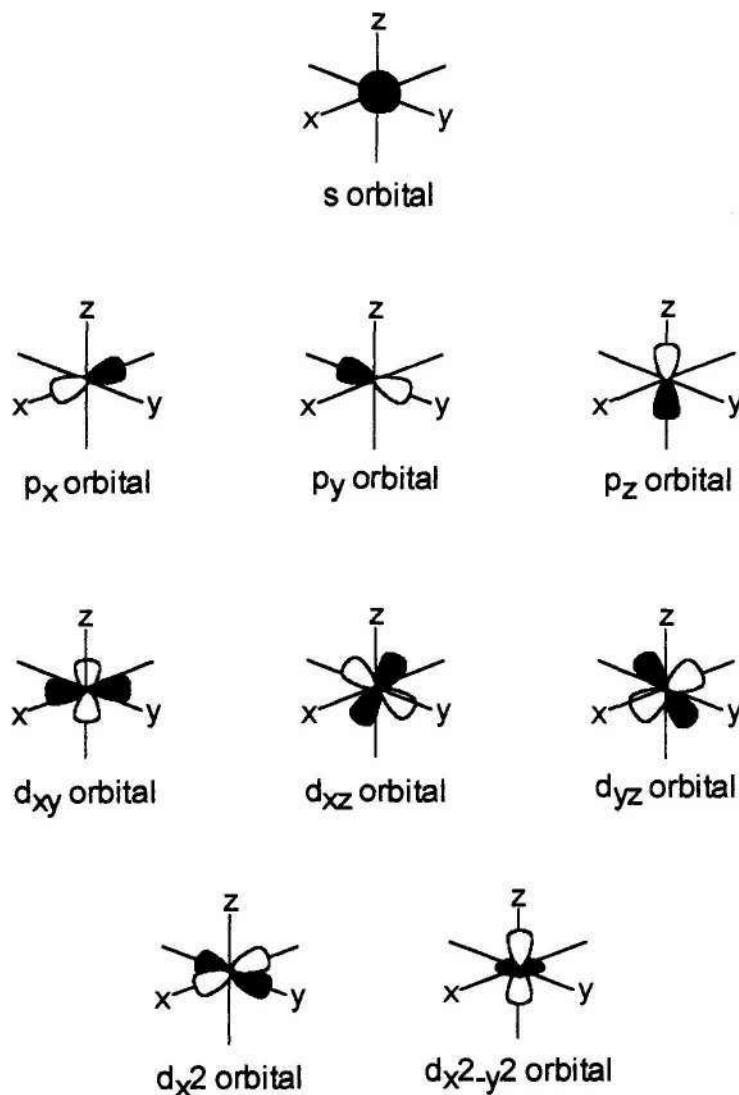 z
x y
s orbital
z z z
x y x y x y
px orbital py orbital pz orbital
z z z
x y x y x y
dxy orbital dxz orbital dyz orbital
z z
x y x y
dx2 orbital dx2-y2 orbital